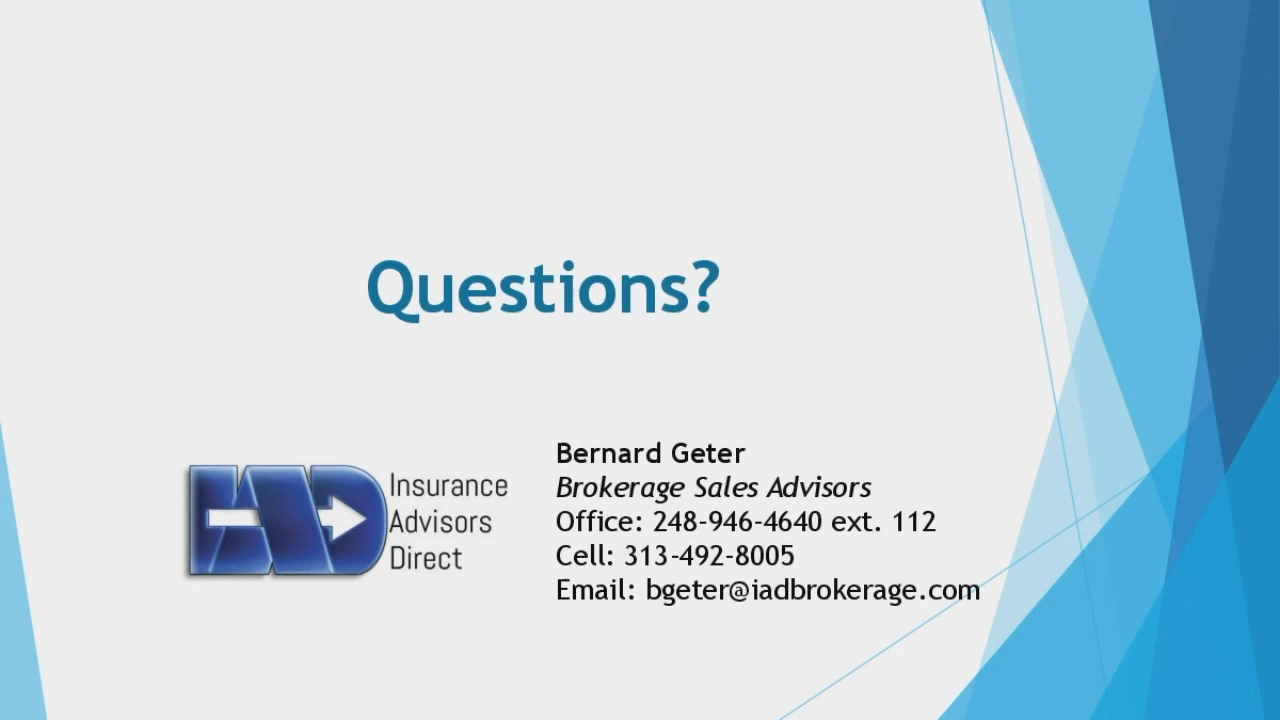 Questions?
IAD
Insurance
Advisors
Direct
Bernard Geter
Brokerage Sales Advisors
Office: 248-946-4640 ext. 112
Cell: 313-492-8005
Email: bgeter@iadbrokerage.com